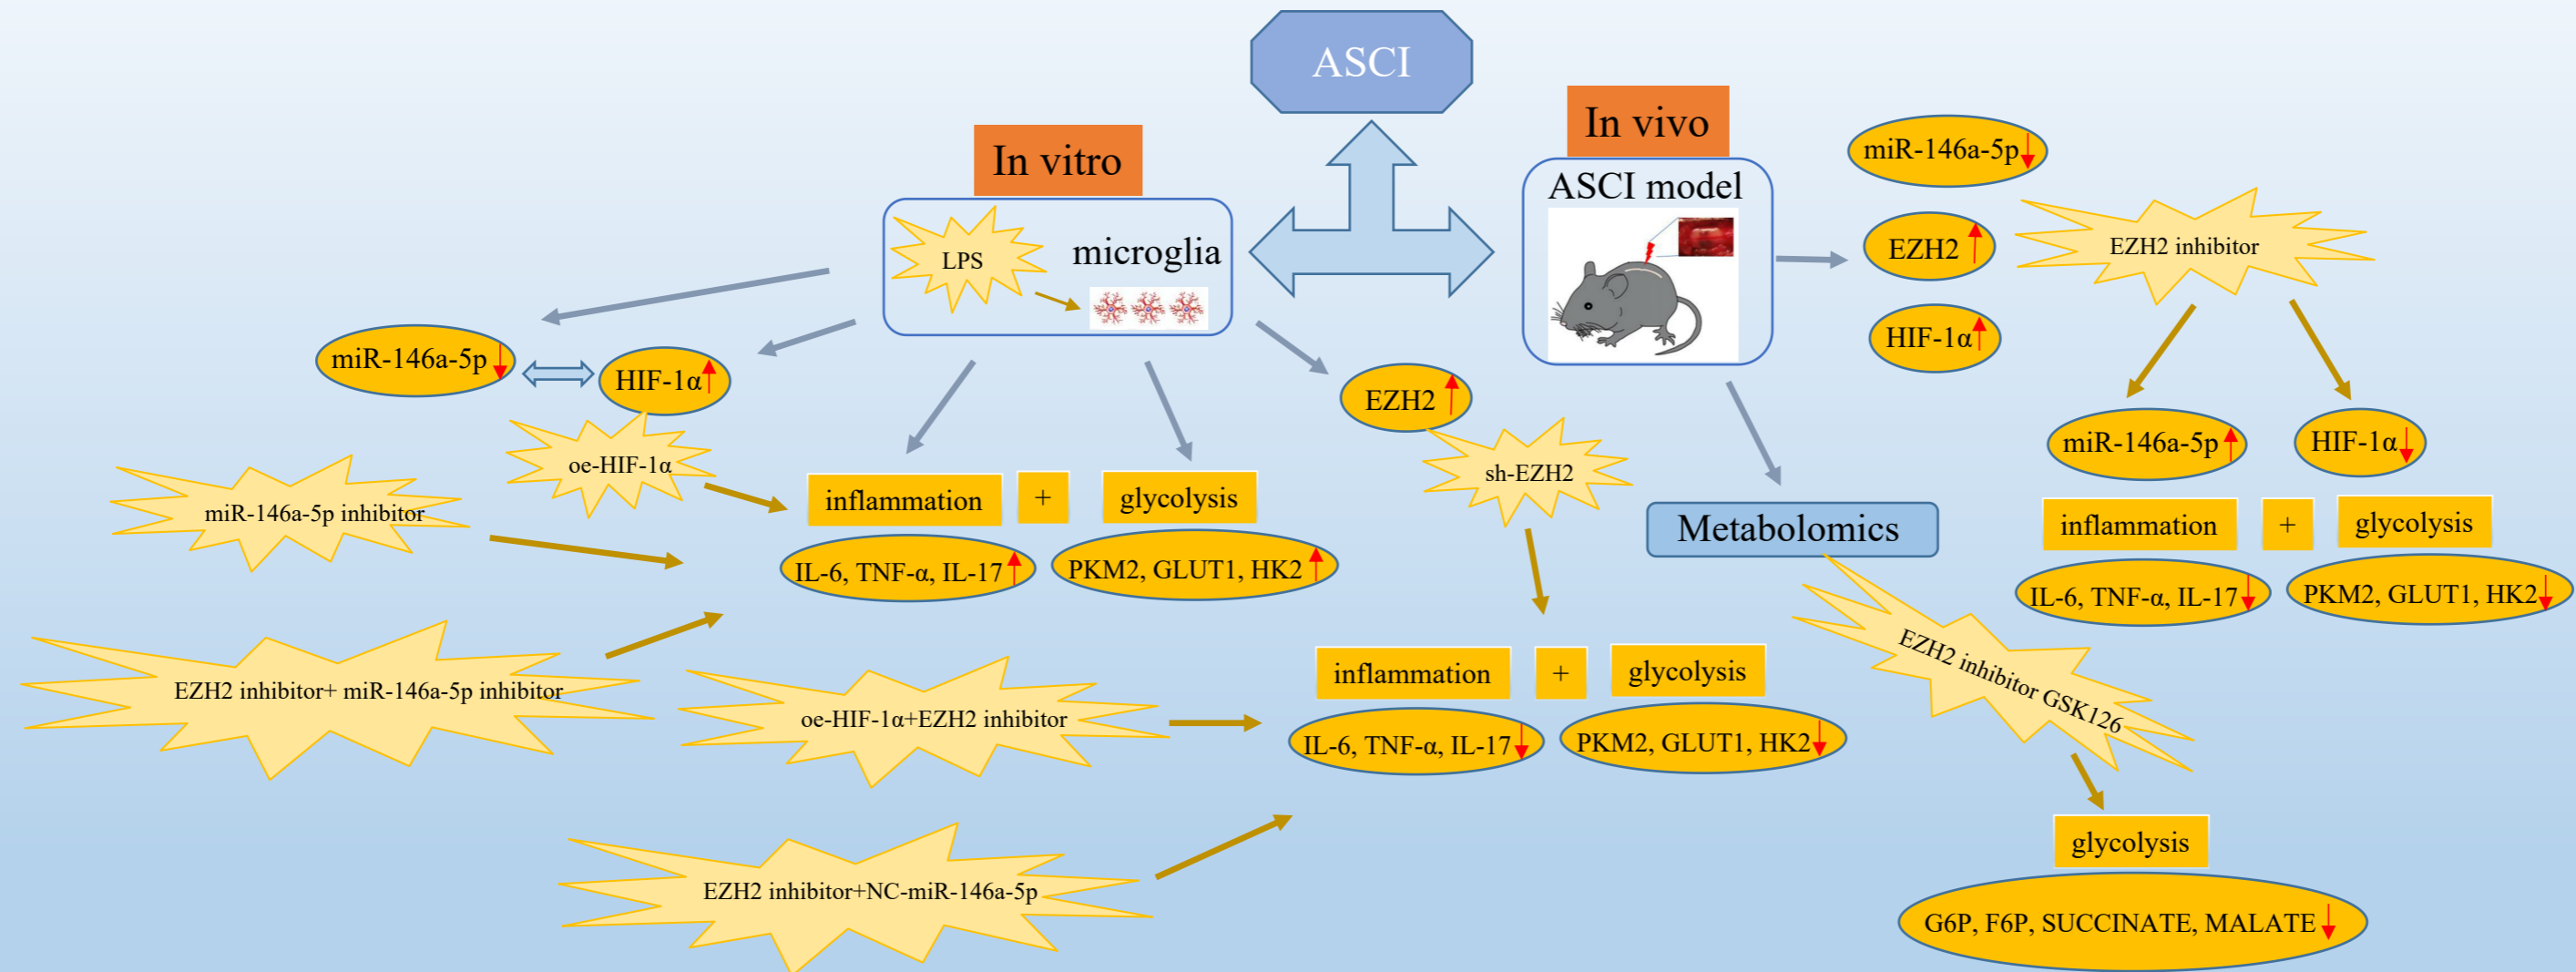 ASCI
In vitro
LPS
microglia
In vivo
ASCI model
miR-146a-5p
EZH2
HIF-1α
EZH2 inhibitor
miR-146a-5p
HIF-1α
oe-HIF-1α
miR-146a-5p inhibitor
EZH2 inhibitor+ miR-146a-5p inhibitor
inflammation
+
glycolysis
IL-6, TNF-α, IL-17
PKM2, GLUT1, HK2
EZH2
sh-EZH2
oe-HIF-1α+EZH2 inhibitor
EZH2 inhibitor+NC-miR-146a-5p
inflammation
+
glycolysis
IL-6, TNF-α, IL-17
PKM2, GLUT1, HK2
Metabolomics
EZH2 inhibitor GSK126
glycolysis
G6P, F6P, SUCCINATE, MALATE
miR-146a-5p
HIF-1α
inflammation
+
glycolysis
IL-6, TNF-α, IL-17
PKM2, GLUT1, HK2